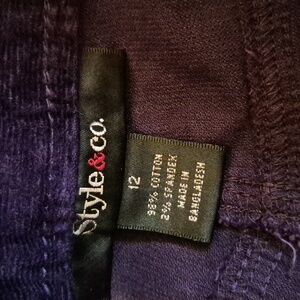 Style&co.
12
98% COTTON
2% SPANDEX
MADE IN
BANGLADESH